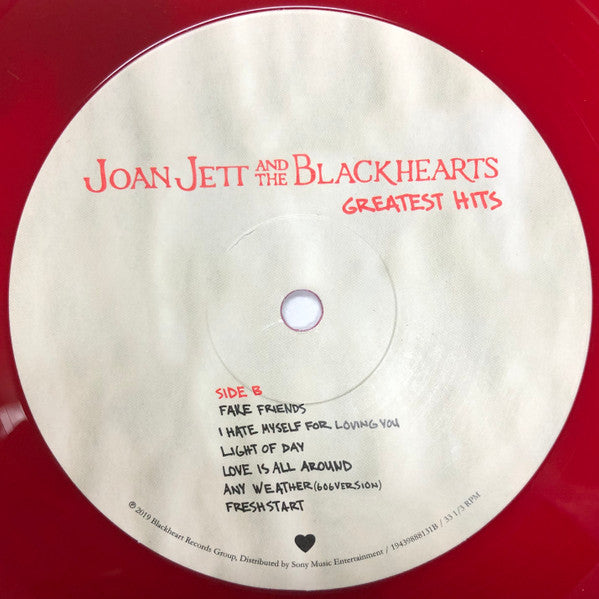 JOAN JETT AND THE BLACKHEARTS
GREATEST HITS
SIDE B
FAKE FRIENDS
I HATE MYSELF FOR LOVING YOU
LIGHT OF DAY
LOVE IS ALL AROUND
ANY WEATHER (606 VERSION)
FRESH START
℗ 2019 Blackheart Records Group, Distributed by Sony Music Entertainment / 19439888131B / 33 1/3 RPM